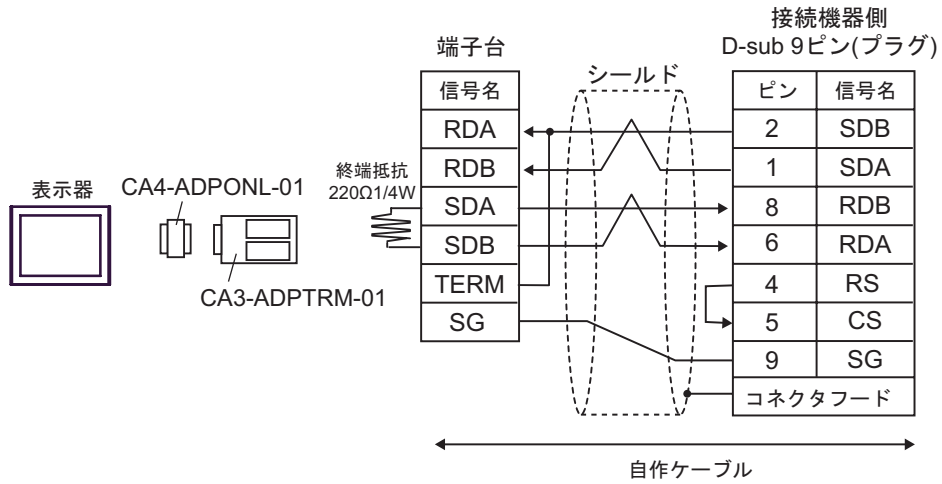 接続機器側
端子台
D-sub 9ピン(プラグ)
シールド
信号名
ピン 信号名
RDA 2 SDB
RDB 1 SDA
終端抵抗
220Ω1/4W
SDA 8 RDB
SDB 6 RDA
TERM 4 RS
SG 5 CS
9 SG
コネクタフード
表示器
CA4-ADPONL-01
CA3-ADPTRM-01
自作ケーブル